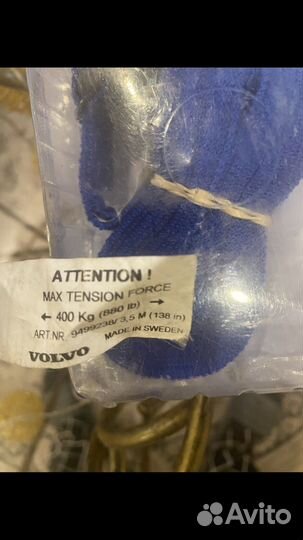 ATTENTION !
MAX TENSION FORCE
← 400 Kg (880 lb) →
ART.NR. 9499238/ 3,5 M (138 in)
VOLVO MADE IN SWEDEN
Avito